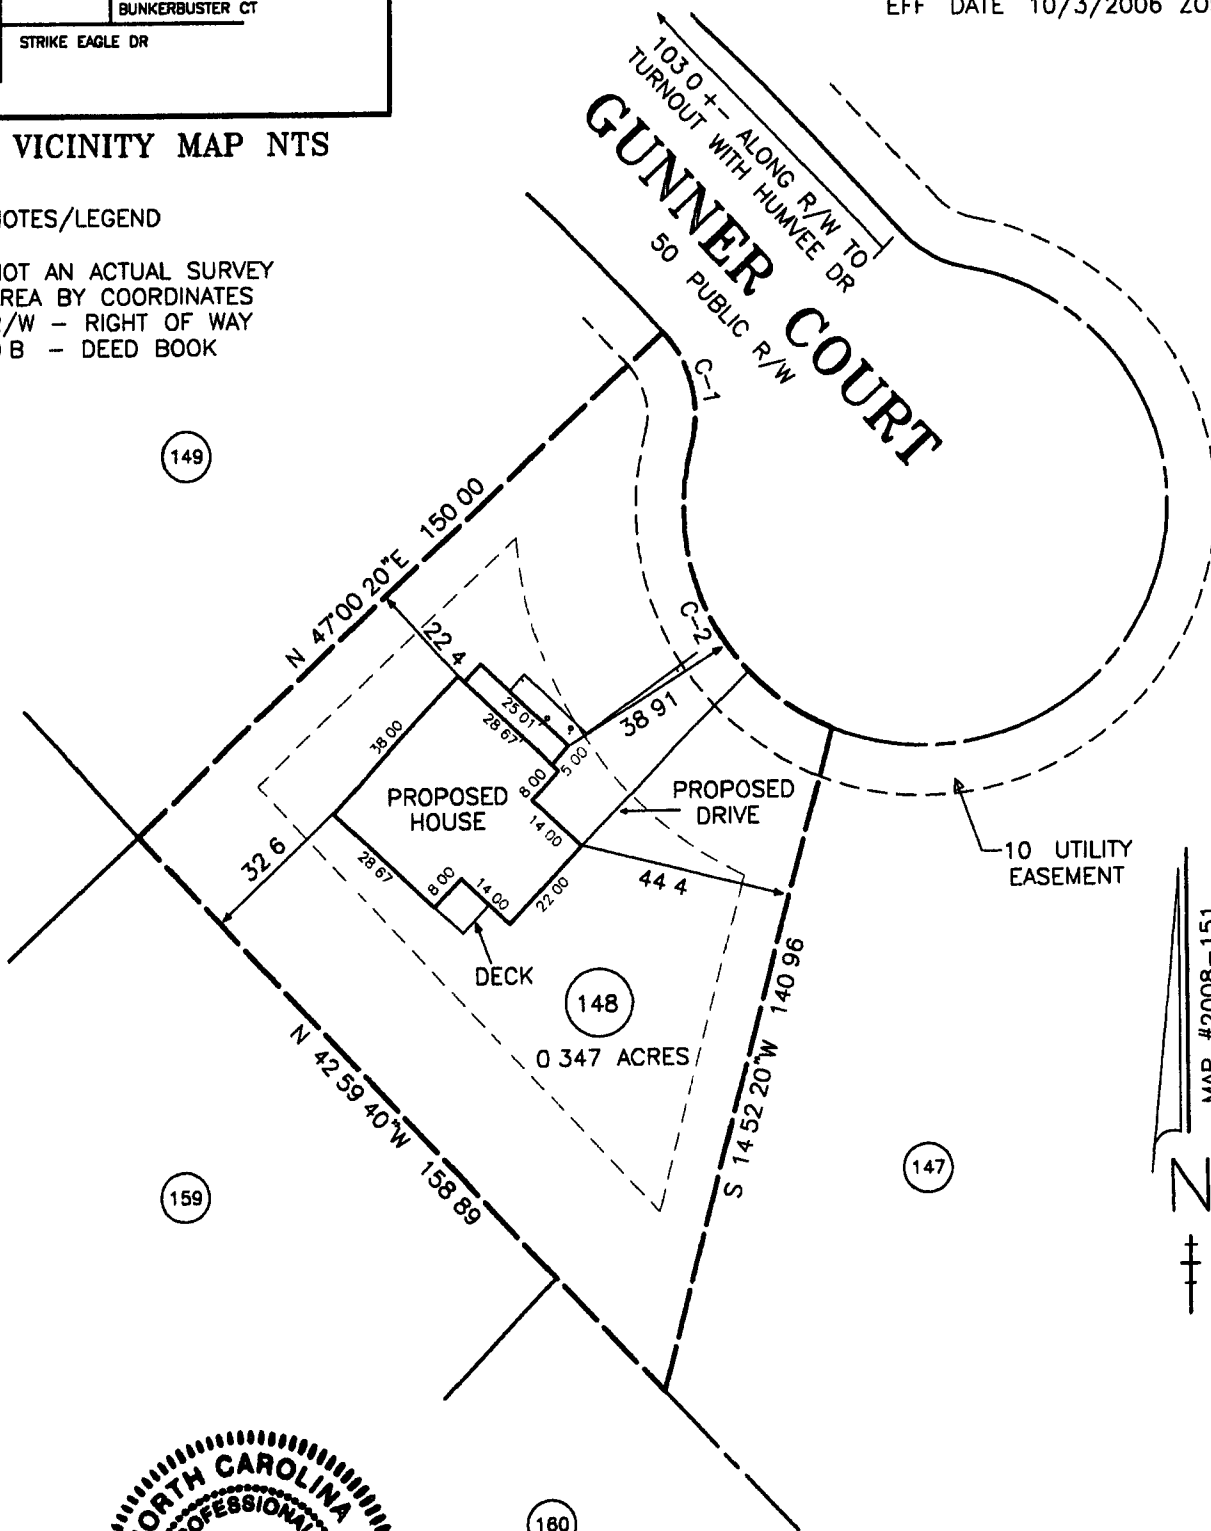 BUNKERBUSTER CT
STRIKE EAGLE DR
EFF DATE 10/3/2006
VICINITY MAP NTS
OTES/LEGEND
OT AN ACTUAL SURVEY
REA BY COORDINATES
/W - RIGHT OF WAY
B - DEED BOOK
103 0 +- ALONG R/W TO
TURNOUT WITH HUMVEE DR
GUNNER COURT
50 PUBLIC R/W
C-1
149
N 47°00 20"E 150 00
C-2
22 4
25 01
28 67
38 00
38 91
5 00
8 00
14 00
PROPOSED
HOUSE
PROPOSED
DRIVE
32 6
28 67
8 00
14 00
22 00
44 4
10 UTILITY
EASEMENT
DECK
148
0 347 ACRES
N 42 59 40"W 158 89
S 14 52 20"W 140 96
MAP #2008-151
N
159
147
160
NORTH CAROLINA
PROFESSIONAL